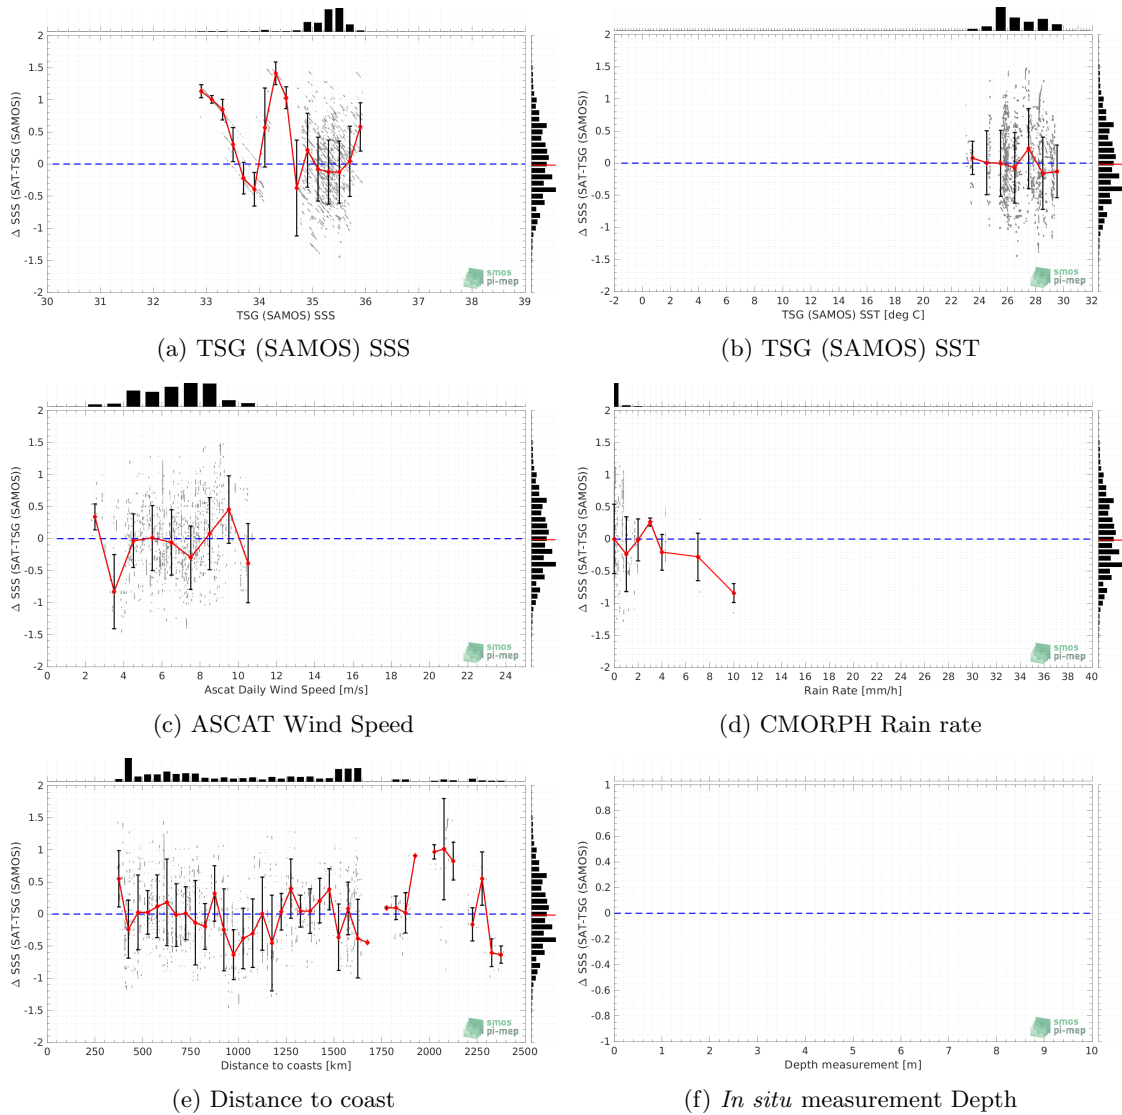 2
1.5
1
0.5
0
-0.5
-1
-1.5
-2
Δ SSS (SAT-TSG (SAMOS))
30 31 32 33 34 35 36 37 38 39
TSG (SAMOS) SSS
smos
pi-mep
(a) TSG (SAMOS) SSS
2
1.5
1
0.5
0
-0.5
-1
-1.5
-2
Δ SSS (SAT-TSG (SAMOS))
-2 0 2 4 6 8 10 12 14 16 18 20 22 24 26 28 30 32
TSG (SAMOS) SST [deg C]
smos
pi-mep
(b) TSG (SAMOS) SST
2
1.5
1
0.5
0
-0.5
-1
-1.5
-2
Δ SSS (SAT-TSG (SAMOS))
0 2 4 6 8 10 12 14 16 18 20 22 24
Ascat Daily Wind Speed [m/s]
smos
pi-mep
(c) ASCAT Wind Speed
2
1.5
1
0.5
0
-0.5
-1
-1.5
-2
Δ SSS (SAT-TSG (SAMOS))
0 2 4 6 8 10 12 14 16 18 20 22 24 26 28 30 32 34 36 38 40
Rain Rate [mm/h]
smos
pi-mep
(d) CMORPH Rain rate
2
1.5
1
0.5
0
-0.5
-1
-1.5
-2
Δ SSS (SAT-TSG (SAMOS))
0 250 500 750 1000 1250 1500 1750 2000 2250 2500
Distance to coasts [km]
smos
pi-mep
(e) Distance to coast
1
0.8
0.6
0.4
0.2
0
-0.2
-0.4
-0.6
-0.8
-1
Δ SSS (SAT-TSG (SAMOS))
0 1 2 3 4 5 6 7 8 9 10
Depth measurement [m]
smos
pi-mep
(f) In situ measurement Depth